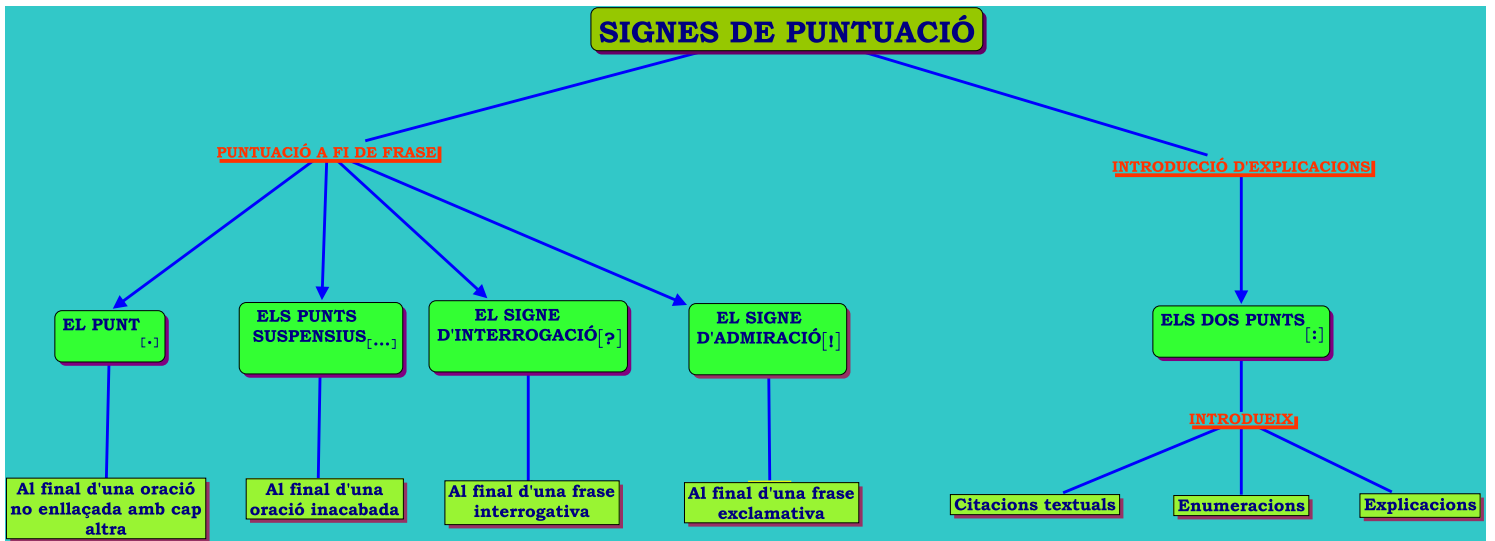 SIGNES DE PUNTUACIÓ
PUNTUACIÓ A FI DE FRASE
INTRODUCCIÓ D'EXPLICACIONS
EL PUNT
[.]
ELS PUNTS
SUSPENSIUS[...]
EL SIGNE
D'INTERROGACIÓ[?]
EL SIGNE
D'ADMIRACIÓ[!]
ELS DOS PUNTS
[:]
INTRODUEIX
Al final d'una oració
no enllaçada amb cap
altra
Al final d'una
oració inacabada
Al final d'una frase
interrogativa
Al final d'una frase
exclamativa
Citacions textuals
Enumeracions
Explicacions